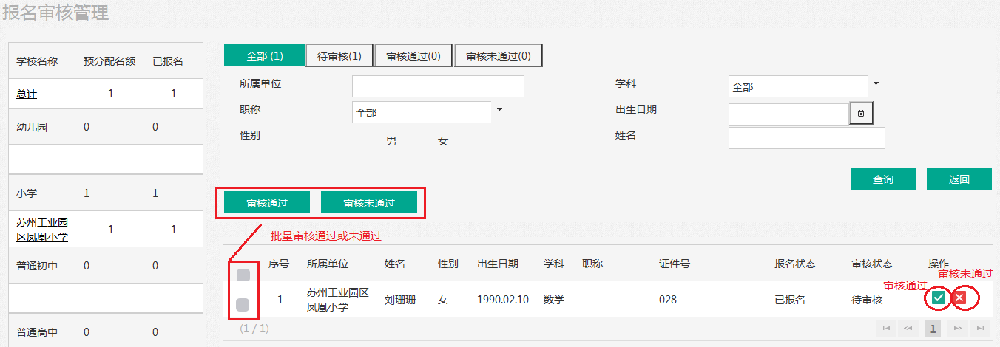 报名审核管理
学校名称 预分配名额 已报名
总计 1 1
幼儿园 0 0
小学 1 1
苏州工业园
区凤凰小学 1 1
普通初中 0 0
普通高中 0 0
全部 (1) 待审核(1) 审核通过(0) 审核未通过(0)
所属单位 学科 全部
职称 全部 出生日期
性别 男 女 姓名
查询 返回
审核通过 审核未通过
批量审核通过或未通过
序号 所属单位 姓名 性别 出生日期 学科 职称 证件号 报名状态 审核状态 操作
审核未通过
审核通过
1 苏州工业园区
凤凰小学 刘珊珊 女 1990.02.10 数学 028 已报名 待审核
(1 / 1) 1